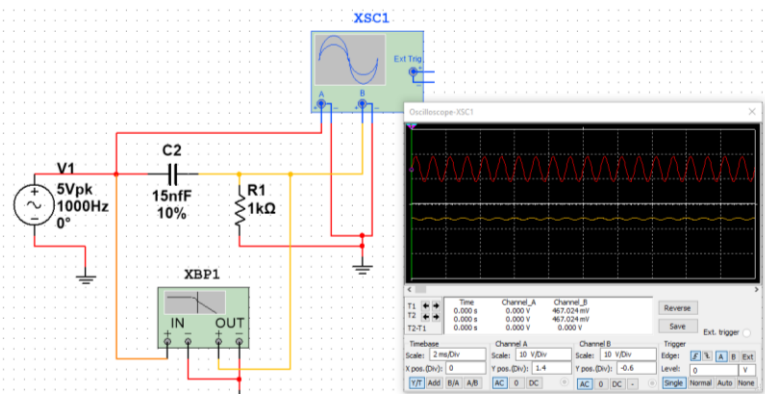 XSC1
Ext Trig
+
-
A
B
+ - + -
V1
5Vpk
1000Hz
0°
C2
15nfF
10%
R1
1kΩ
XBP1
IN OUT
+ - + -
Oscilloscope-XSC1
Time Channel_A Channel_B
T1 0.000 s 0.000 V 467.024 mV
T2 0.000 s 0.000 V 467.024 mV
T2-T1 0.000 s 0.000 V 0.000 V
Reverse
Save
Ext. trigger
Timebase
Scale: 2 ms/Div
X pos.(Div): 0
Y/T Add B/A A/B
Channel A
Scale: 10 V/Div
Y pos.(Div): 1.4
AC 0 DC
Channel B
Scale: 10 V/Div
Y pos.(Div): -0.6
AC 0 DC -
Trigger
Edge: A B Ext
Level: 0 V
Single Normal Auto None